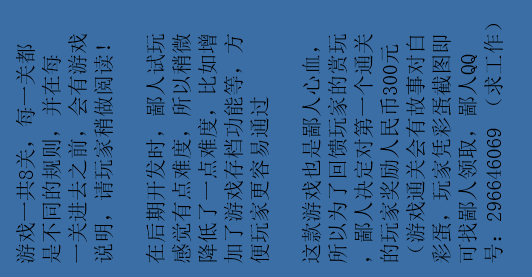 游戏一共8关，每一关都
是不同的规则，并在每
一关进去之前，会有游戏
说明，请玩家稍做阅读！
在后期开发时，鄙人试玩
感觉有点难度，所以稍微
降低了一点难度，比如增
加了游戏存档功能等，方
便玩家更容易通过
这款游戏也是鄙人心血，
所以为了回馈玩家的赏玩
，鄙人决定对第一个通关
的玩家奖励人民币300元
（游戏通关会有故事对白
彩蛋，玩家凭彩蛋截图即
可找鄙人领取，鄙人QQ
号：296646069 （求工作）